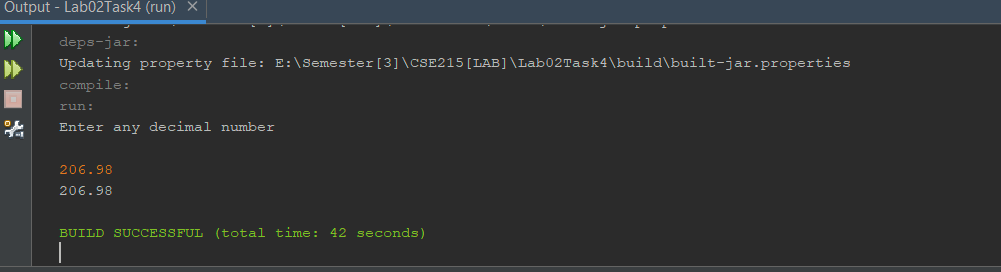 Output - Lab02Task4 (run)
deps-jar:
Updating property file: E:\Semester[3]\CSE215[LAB]\Lab02Task4\build\built-jar.properties
compile:
run:
Enter any decimal number
206.98
206.98
BUILD SUCCESSFUL (total time: 42 seconds)